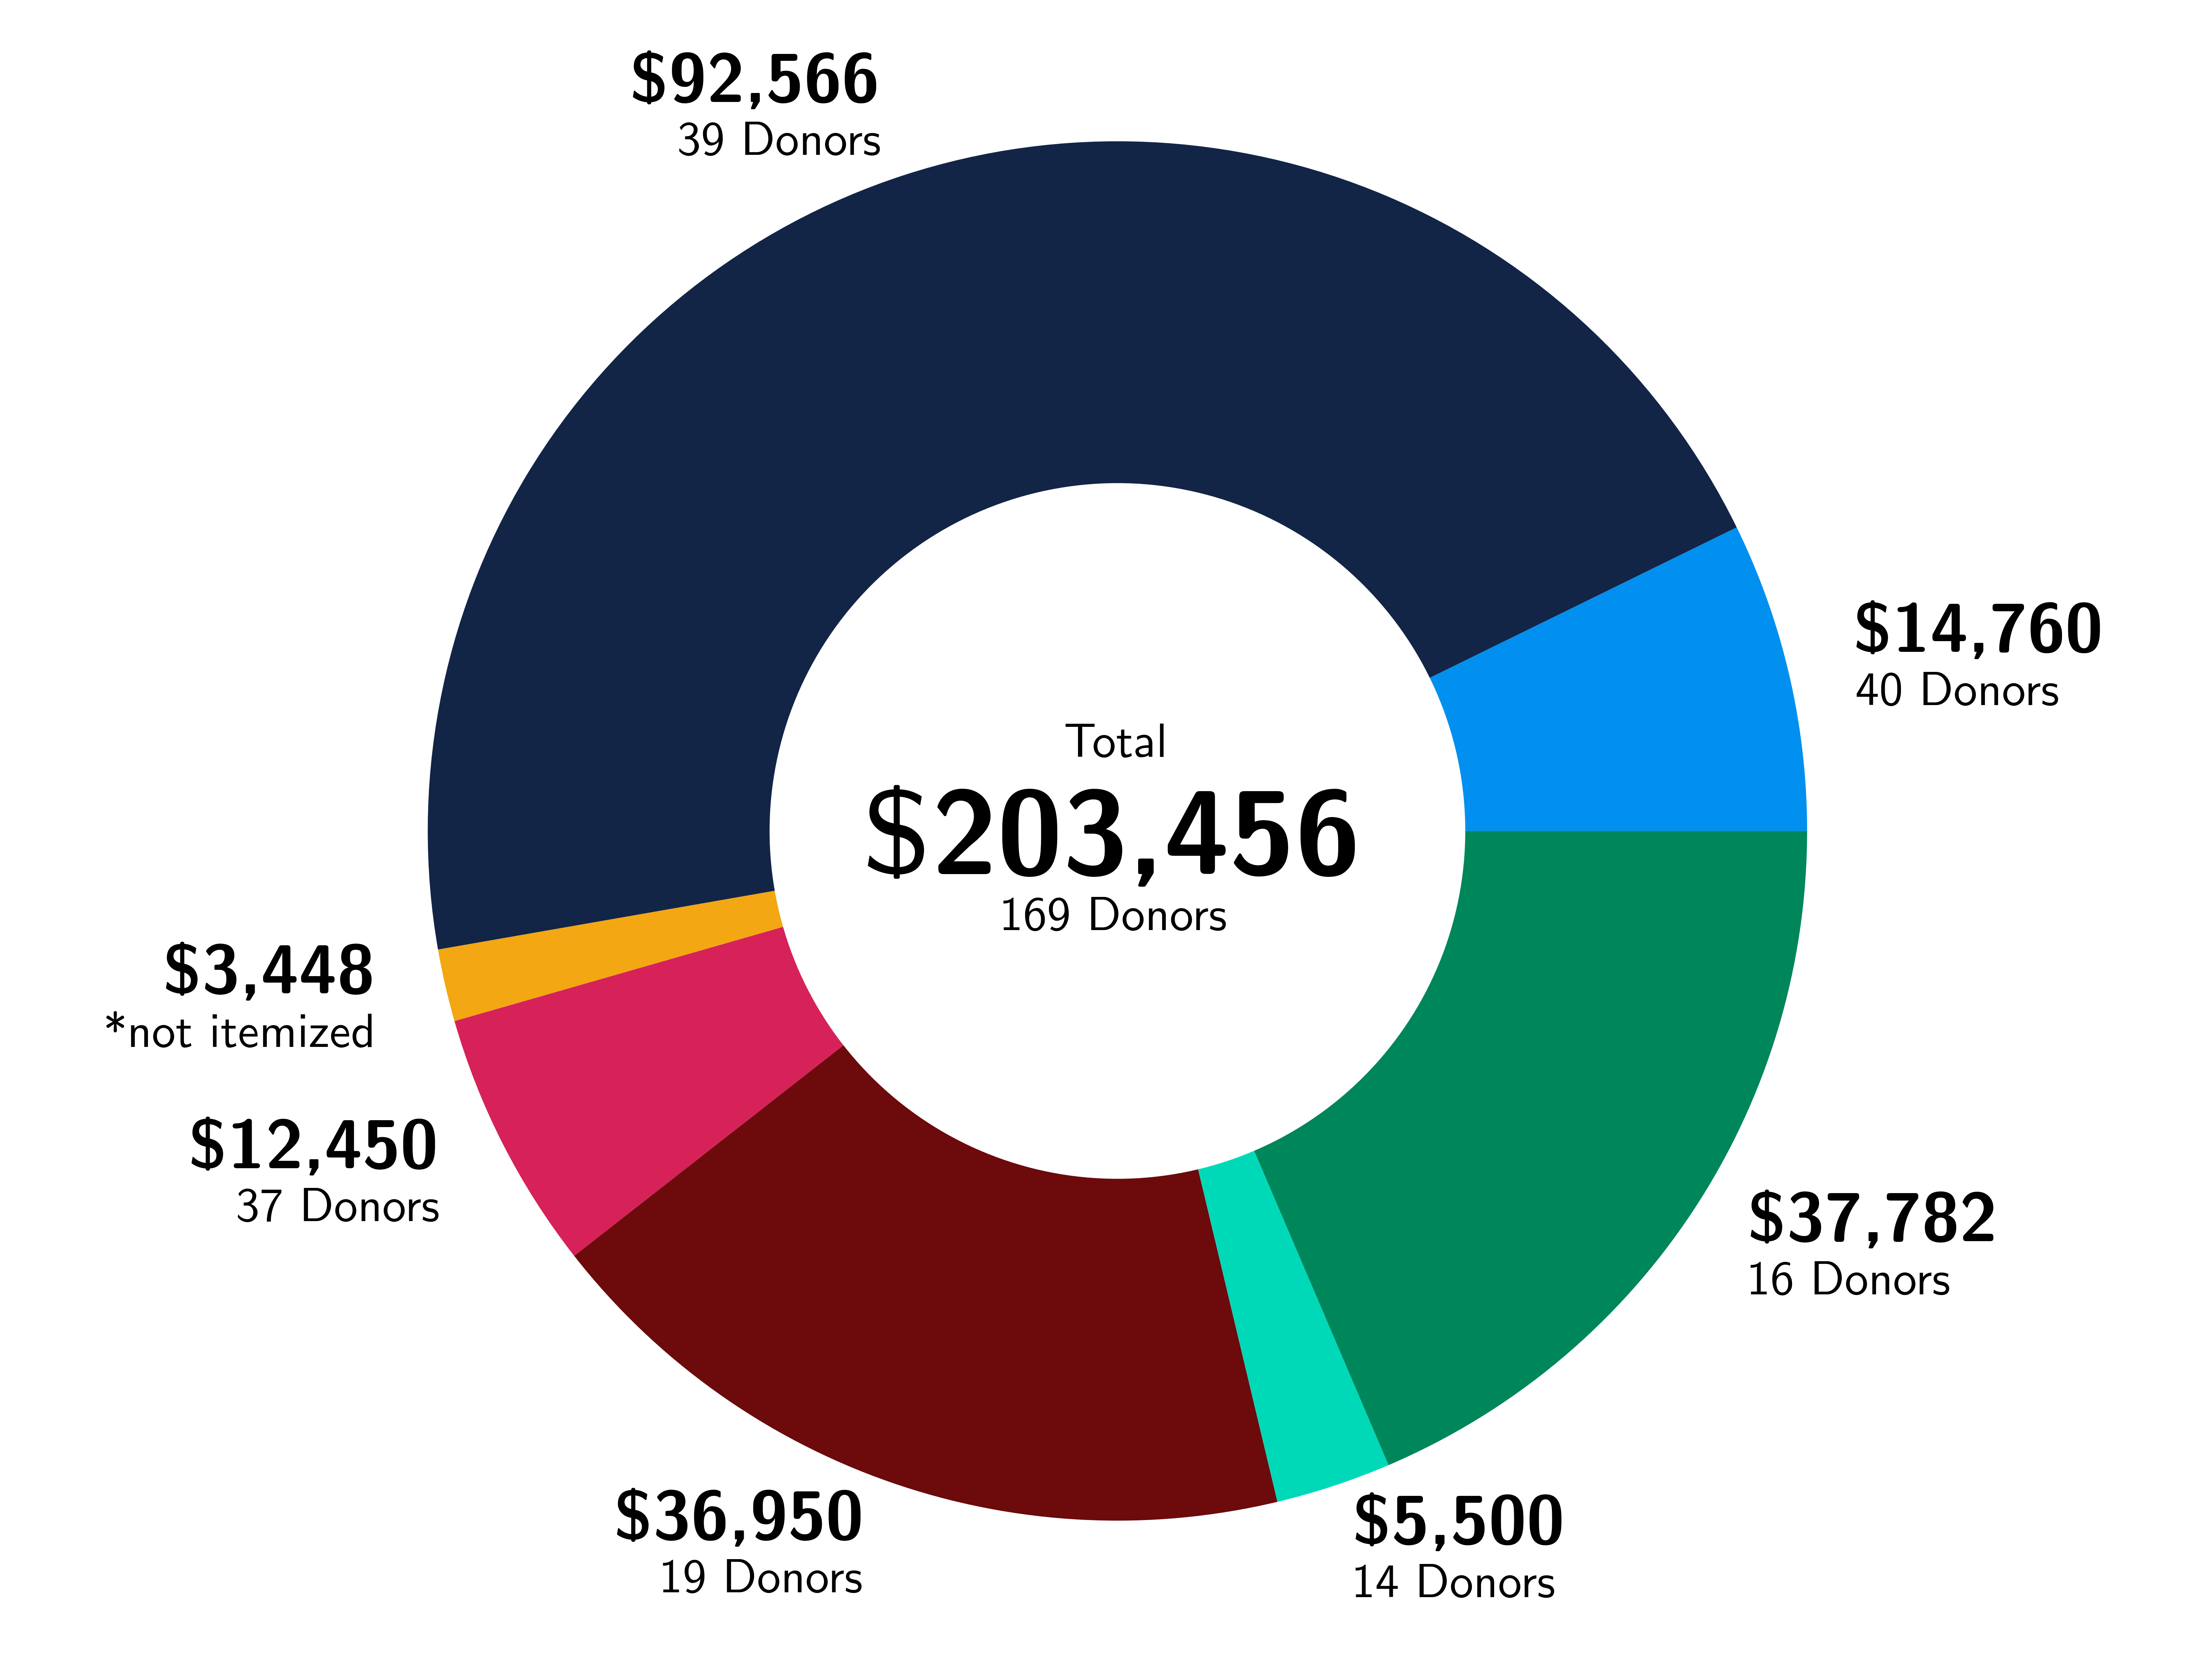 $92,566
39 Donors
$14,760
40 Donors
Total
$203,456
169 Donors
$3,448
*not itemized
$12,450
37 Donors
$37,782
16 Donors
$36,950
19 Donors
$5,500
14 Donors